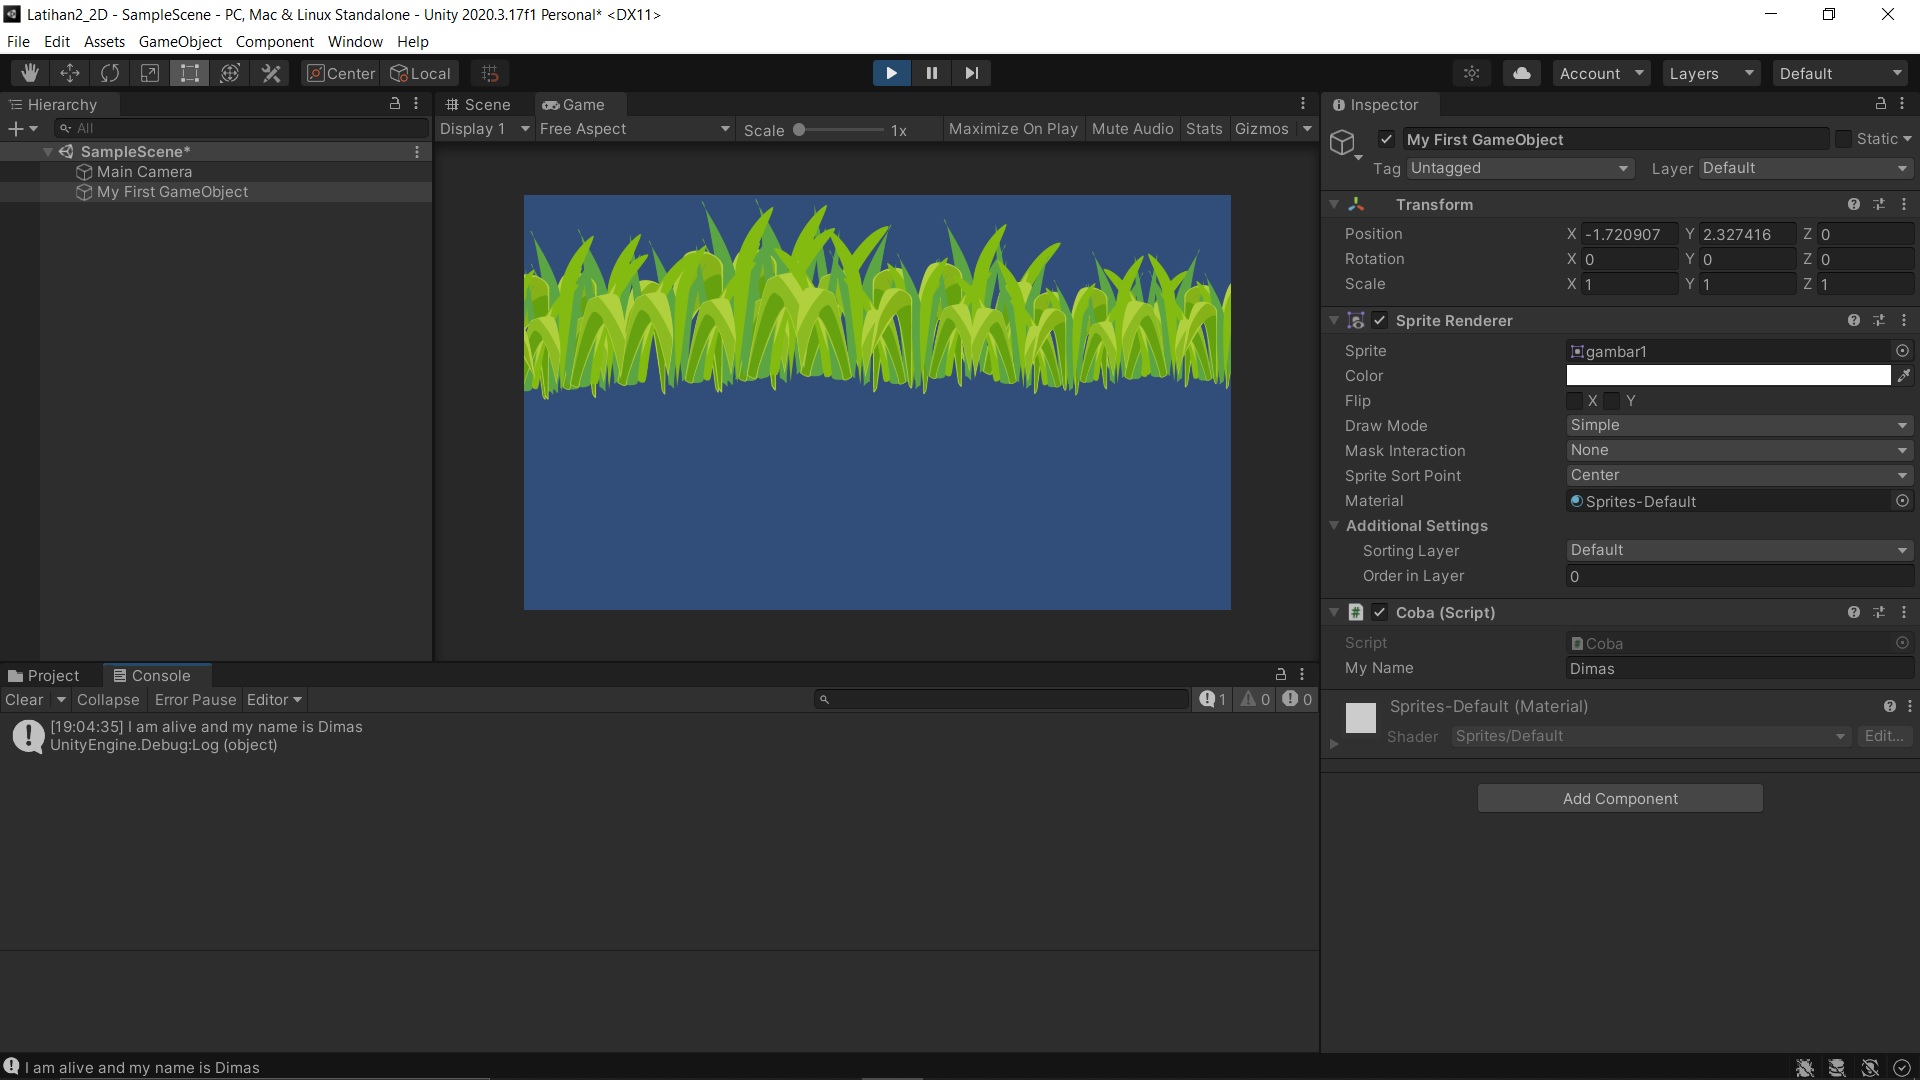 Latihan2_2D - SampleScene - PC, Mac & Linux Standalone - Unity 2020.3.17f1 Personal* <DX11>
File Edit Assets GameObject Component Window Help
Center Local Account Layers Default
Hierarchy
All
SampleScene*
Main Camera
My First GameObject
Scene Game
Display 1 Free Aspect Scale 1x Maximize On Play Mute Audio Stats Gizmos
Inspector
My First GameObject Static
Tag Untagged Layer Default
Transform
Position X -1.720907 Y 2.327416 Z 0
Rotation X 0 Y 0 Z 0
Scale X 1 Y 1 Z 1
Sprite Renderer
Sprite gambar1
Color
Flip X Y
Draw Mode Simple
Mask Interaction None
Sprite Sort Point Center
Material Sprites-Default
Additional Settings
Sorting Layer Default
Order in Layer 0
# Coba (Script)
Script Coba
My Name Dimas
Sprites-Default (Material)
Shader Sprites/Default Edit...
Add Component
Project Console
Clear Collapse Error Pause Editor 1 0 0
[19:04:35] I am alive and my name is Dimas
UnityEngine.Debug:Log (object)
I am alive and my name is Dimas